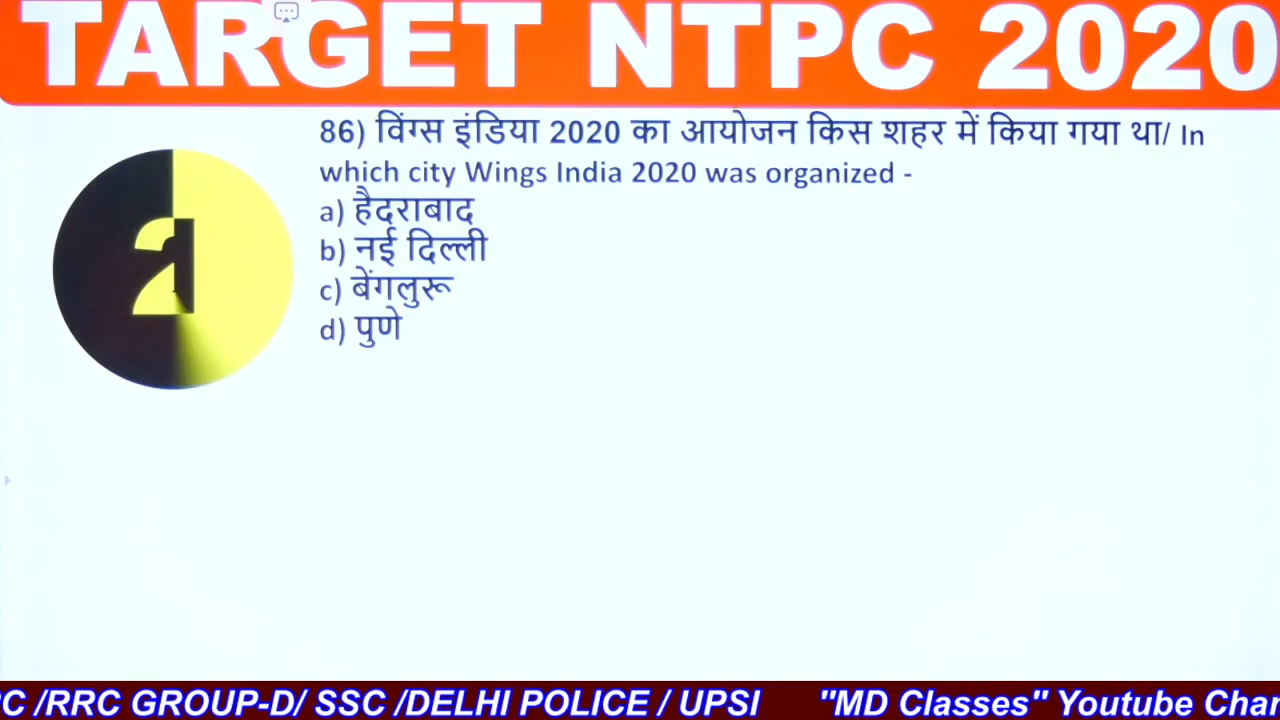 TARGET NTPC 2020
86) विंग्स इंडिया 2020 का आयोजन किस शहर में किया गया था/ In
which city Wings India 2020 was organized -
a) हैदराबाद
b) नई दिल्ली
c) बेंगलुरू
d) पुणे
/RRC GROUP-D/ SSC /DELHI POLICE / UPSI "MD Classes" Youtube